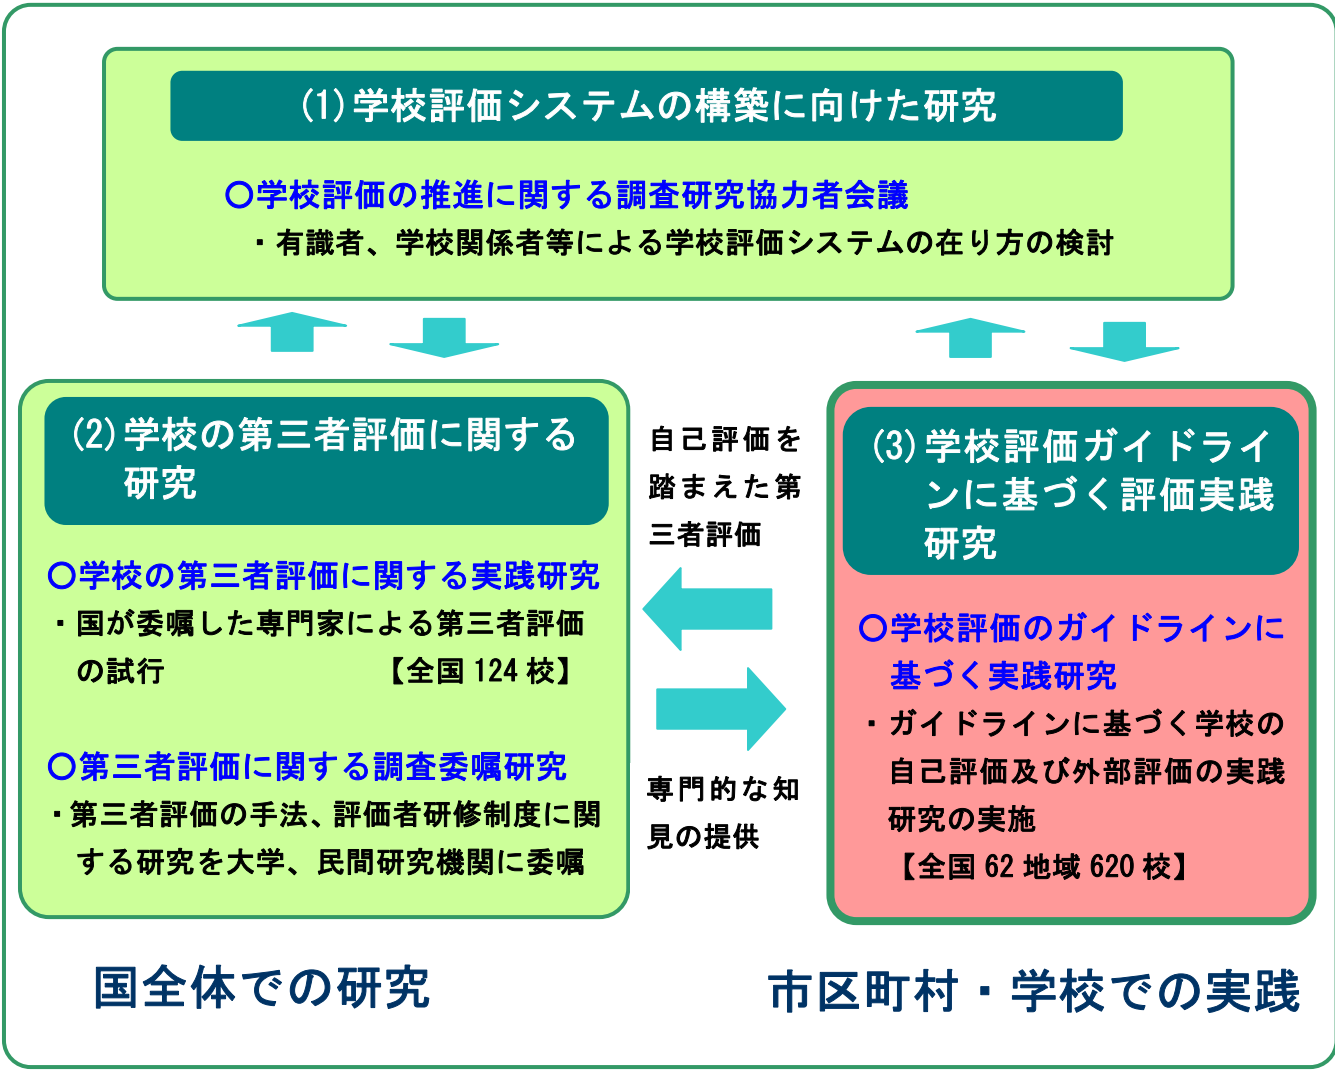 (1)学校評価システムの構築に向けた研究
〇学校評価の推進に関する調査研究協力者会議
・有識者、学校関係者等による学校評価システムの在り方の検討
(2)学校の第三者評価に関する
研究
〇学校の第三者評価に関する実践研究
・国が委嘱した専門家による第三者評価
の試行 【全国 124 校】
〇第三者評価に関する調査委嘱研究
・第三者評価の手法、評価者研修制度に関
する研究を大学、民間研究機関に委嘱
自己評価を
踏まえた第
三者評価
専門的な知
見の提供
(3)学校評価ガイドライ
ンに基づく評価実践
研究
〇学校評価のガイドラインに
基づく実践研究
・ガイドラインに基づく学校の
自己評価及び外部評価の実践
研究の実施
【全国 62 地域 620 校】
国全体での研究
市区町村・学校での実践